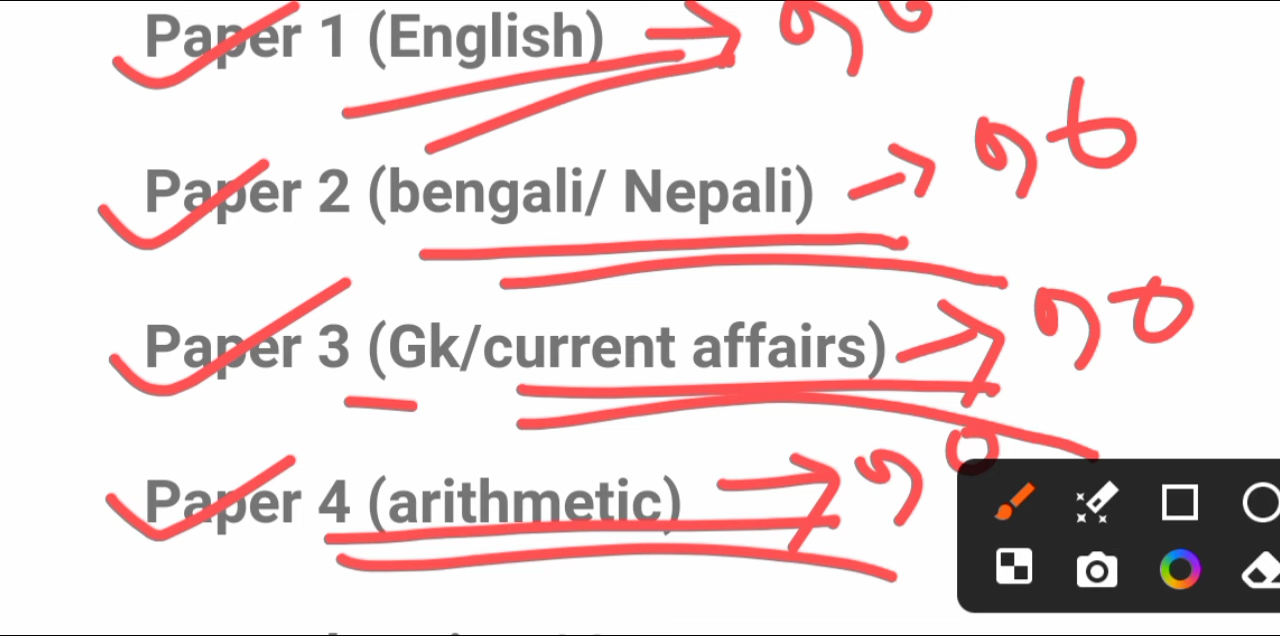 Paper 1 (English)
Paper 2 (bengali/ Nepali)
Paper 3 (Gk/current affairs)
Paper 4 (arithmetic)